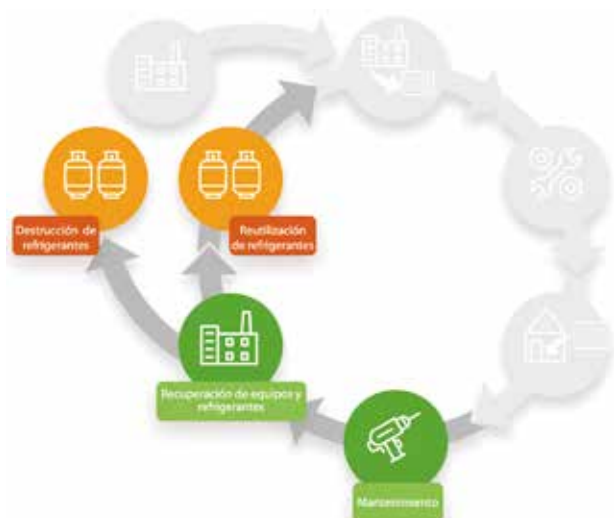 Destrucción de
refrigerantes
Reutilización
de refrigerantes
Recuperación de equipos y
refrigerantes
Mantenimiento